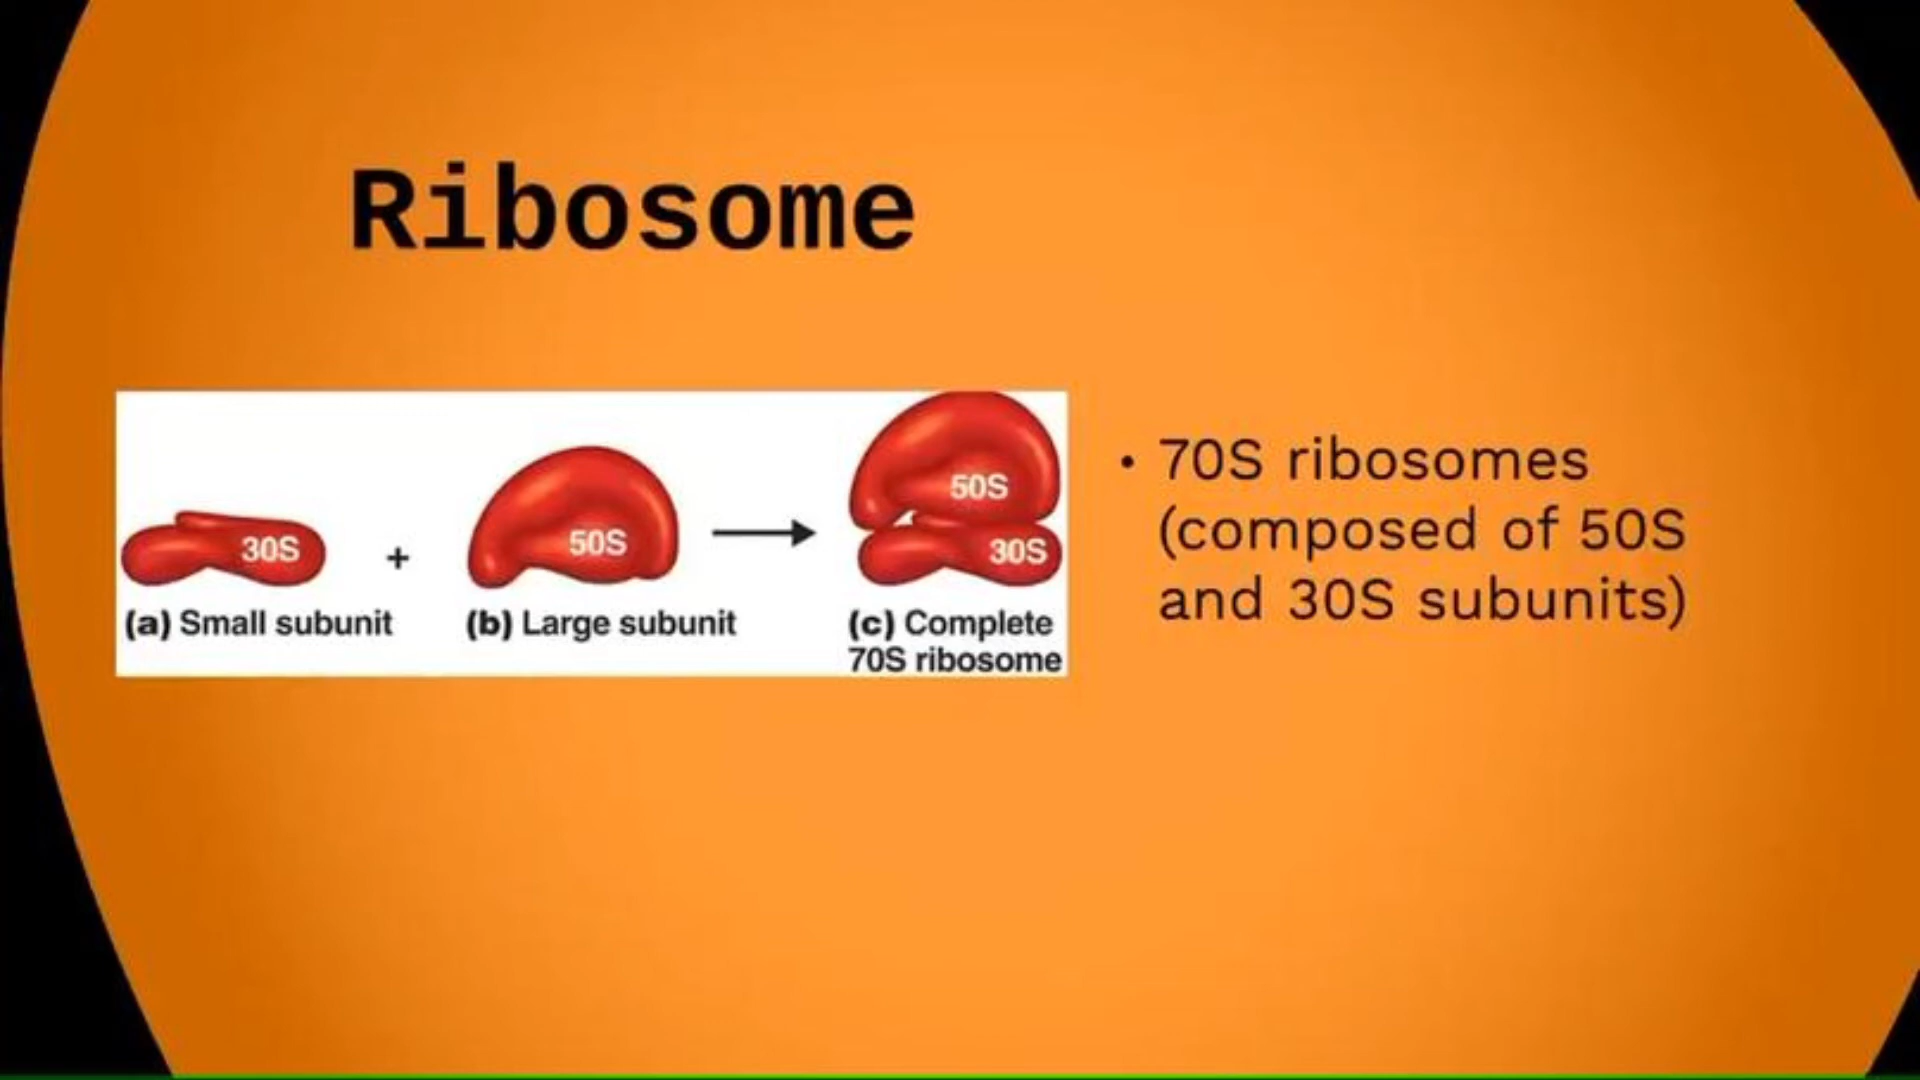 Ribosome
30S
+
50S
50S
30S
(a) Small subunit
(b) Large subunit
(c) Complete
70S ribosome
• 70S ribosomes
(composed of 50S
and 30S subunits)